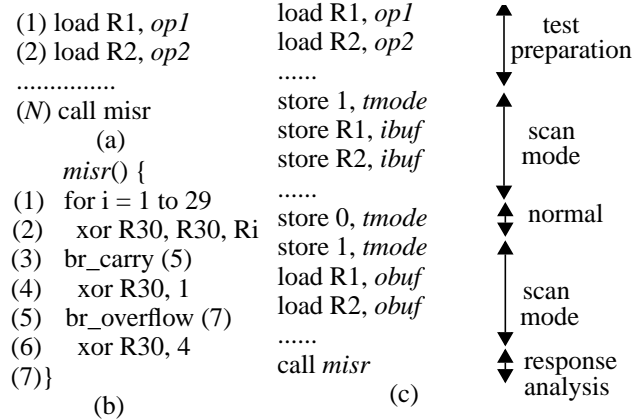 (1) load R1, op1
(2) load R2, op2
...............
(N) call misr
(a)
misr() {
(1) for i = 1 to 29
(2) xor R30, R30, Ri
(3) br_carry (5)
(4) xor R30, 1
(5) br_overflow (7)
(6) xor R30, 4
(7)}
(b)
load R1, op1
load R2, op2
......
store 1, tmode
store R1, ibuf
store R2, ibuf
......
store 0, tmode
store 1, tmode
load R1, obuf
load R2, obuf
......
call misr
(c)
test
preparation
scan
mode
normal
scan
mode
response
analysis